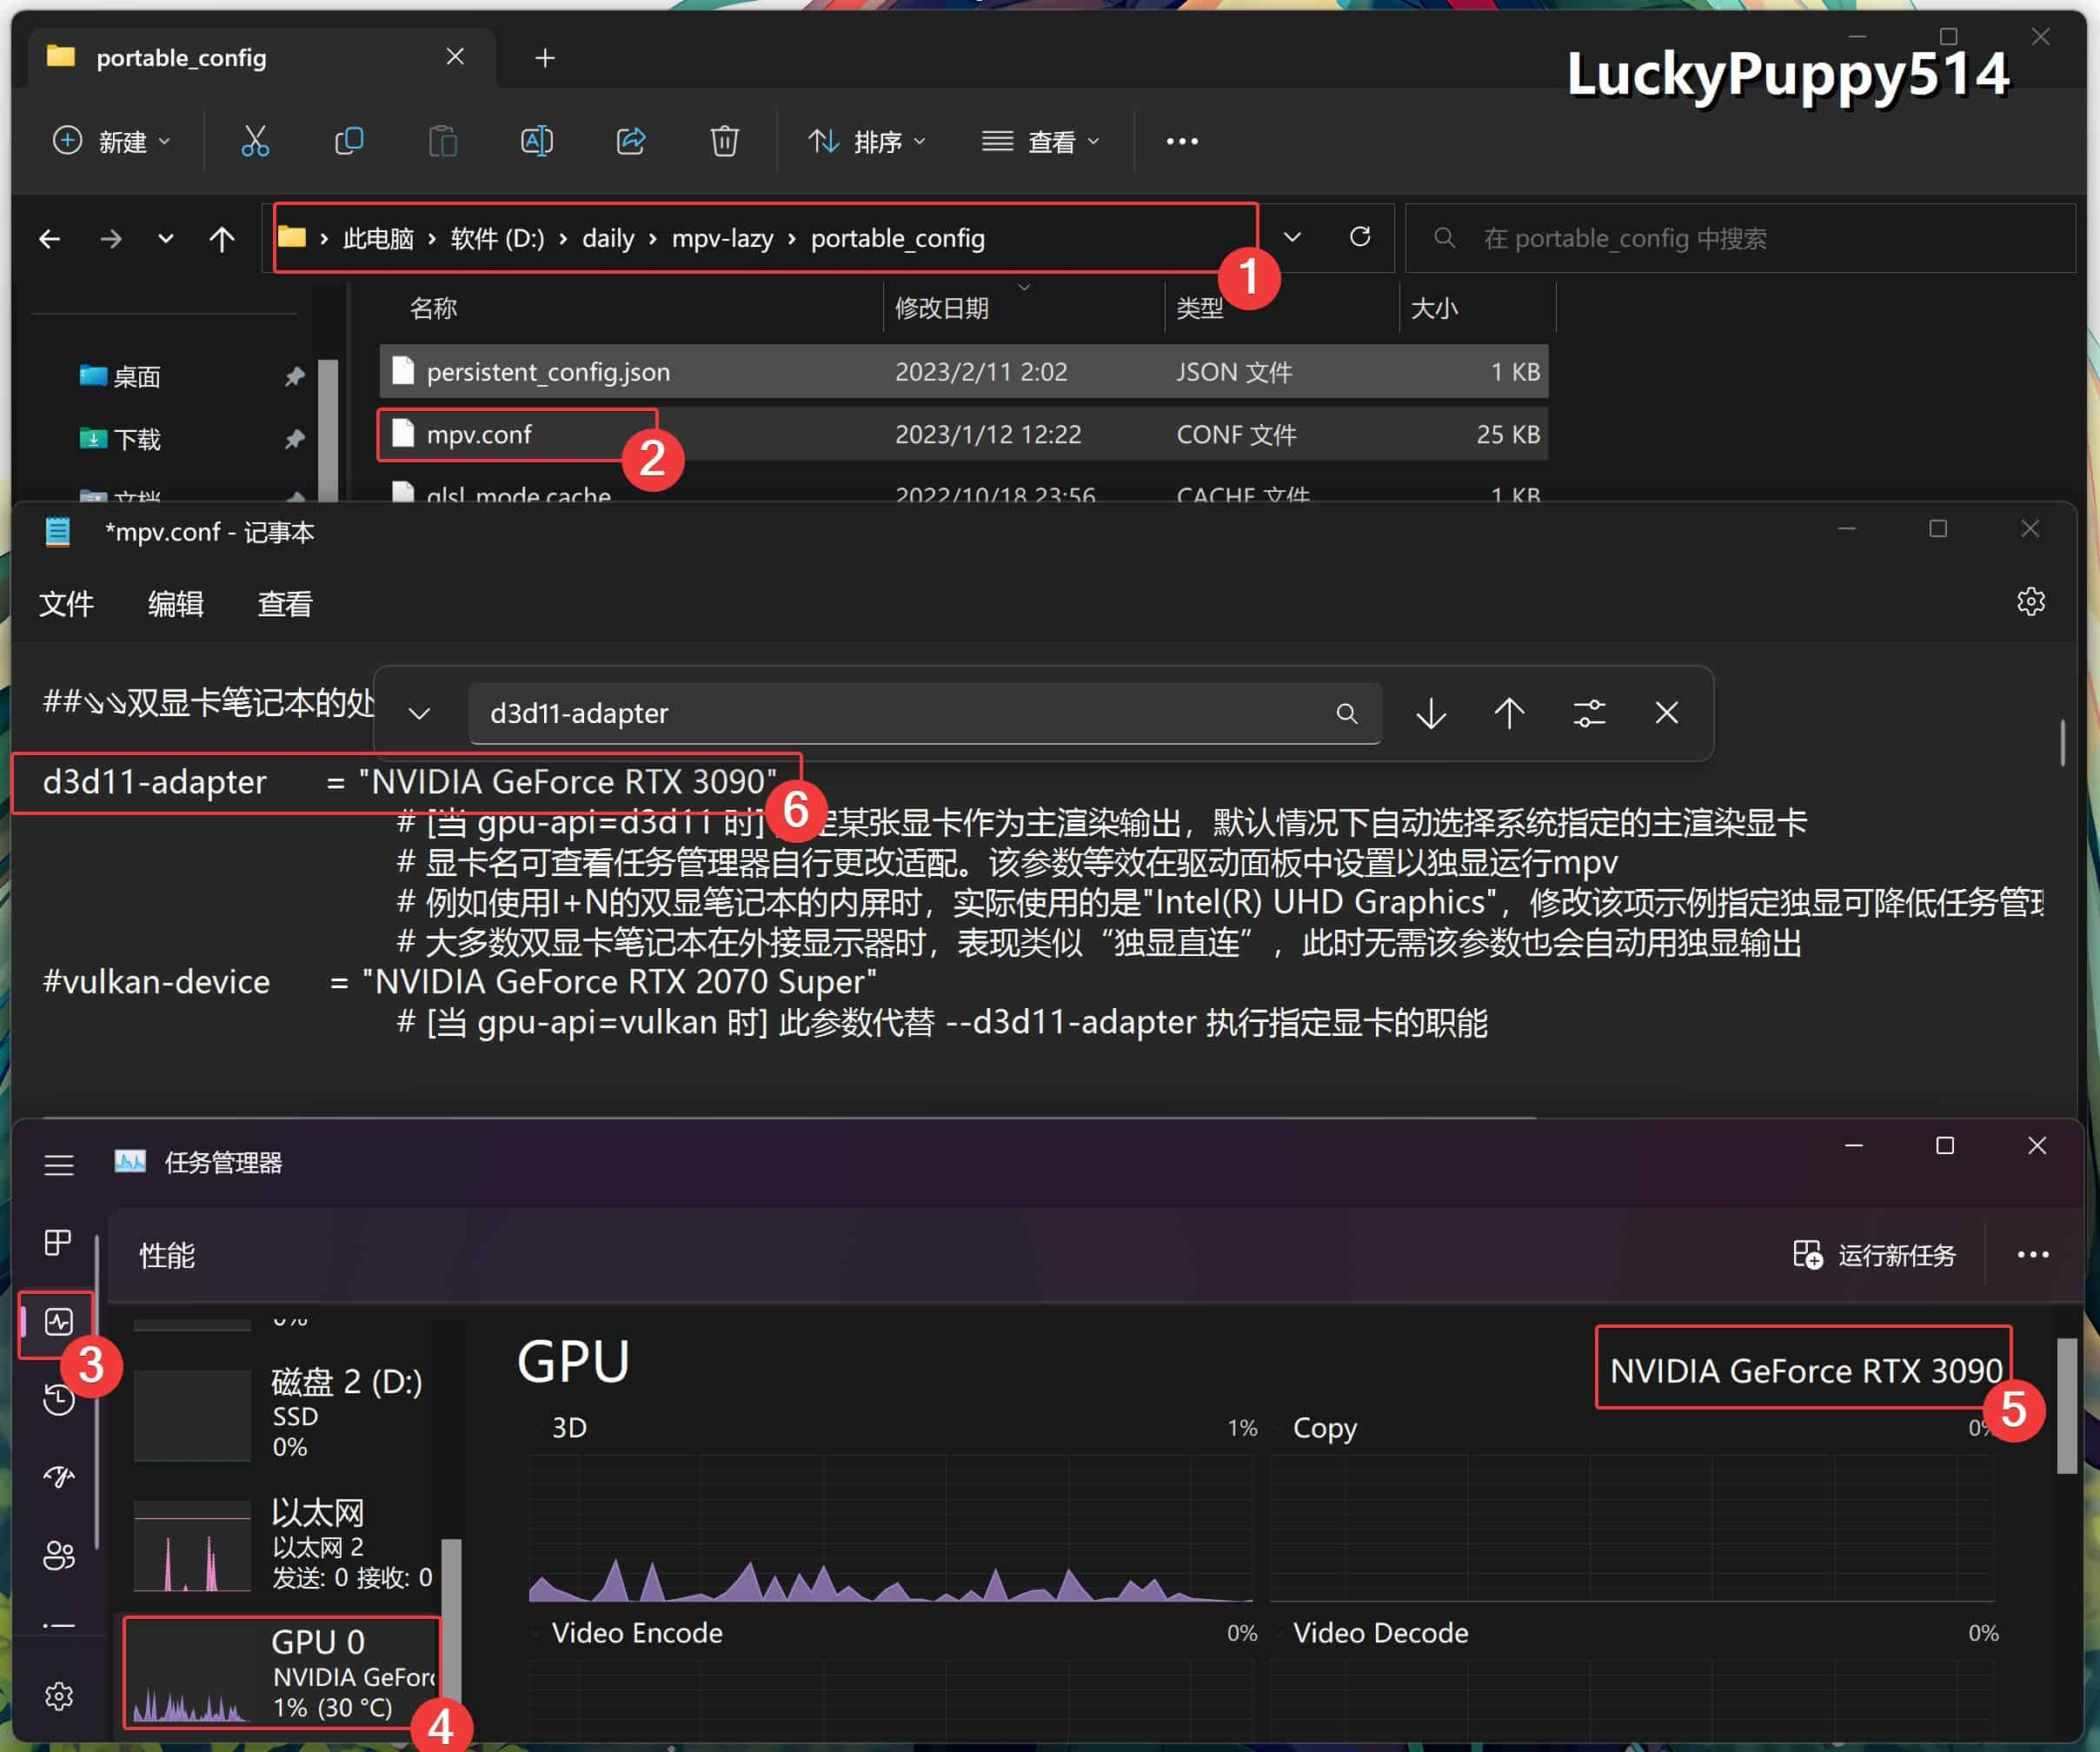 portable_config
LuckyPuppy514
新建
排序
查看
此电脑 › 软件 (D:) › daily › mpv-lazy › portable_config
在 portable_config 中搜索
1
名称 修改日期 类型 大小
桌面
下载
文档
persistent_config.json 2023/2/11 2:02 JSON 文件 1 KB
mpv.conf 2023/1/12 12:22 CONF 文件 25 KB
2
glsl_mode.cache 2022/10/18 23:56 CACHE 文件 1 KB
*mpv.conf - 记事本
文件 编辑 查看
##⇘⇘双显卡笔记本的处
d3d11-adapter
d3d11-adapter = "NVIDIA GeForce RTX 3090"
6
# [当 gpu-api=d3d11 时] 定某张显卡作为主渲染输出，默认情况下自动选择系统指定的主渲染显卡
# 显卡名可查看任务管理器自行更改适配。该参数等效在驱动面板中设置以独显运行mpv
# 例如使用I+N的双显笔记本的内屏时，实际使用的是"Intel(R) UHD Graphics"，修改该项示例指定独显可降低任务管理
# 大多数双显卡笔记本在外接显示器时，表现类似“独显直连”，此时无需该参数也会自动用独显输出
#vulkan-device = "NVIDIA GeForce RTX 2070 Super"
# [当 gpu-api=vulkan 时] 此参数代替 --d3d11-adapter 执行指定显卡的职能
任务管理器
性能
运行新任务
3
0%
磁盘 2 (D:)
SSD
0%
以太网
以太网 2
发送: 0 接收: 0
GPU 0
NVIDIA GeForc
1% (30 °C)
4
GPU
NVIDIA GeForce RTX 3090
5
3D 1%
Copy 0%
Video Encode 0%
Video Decode 0%